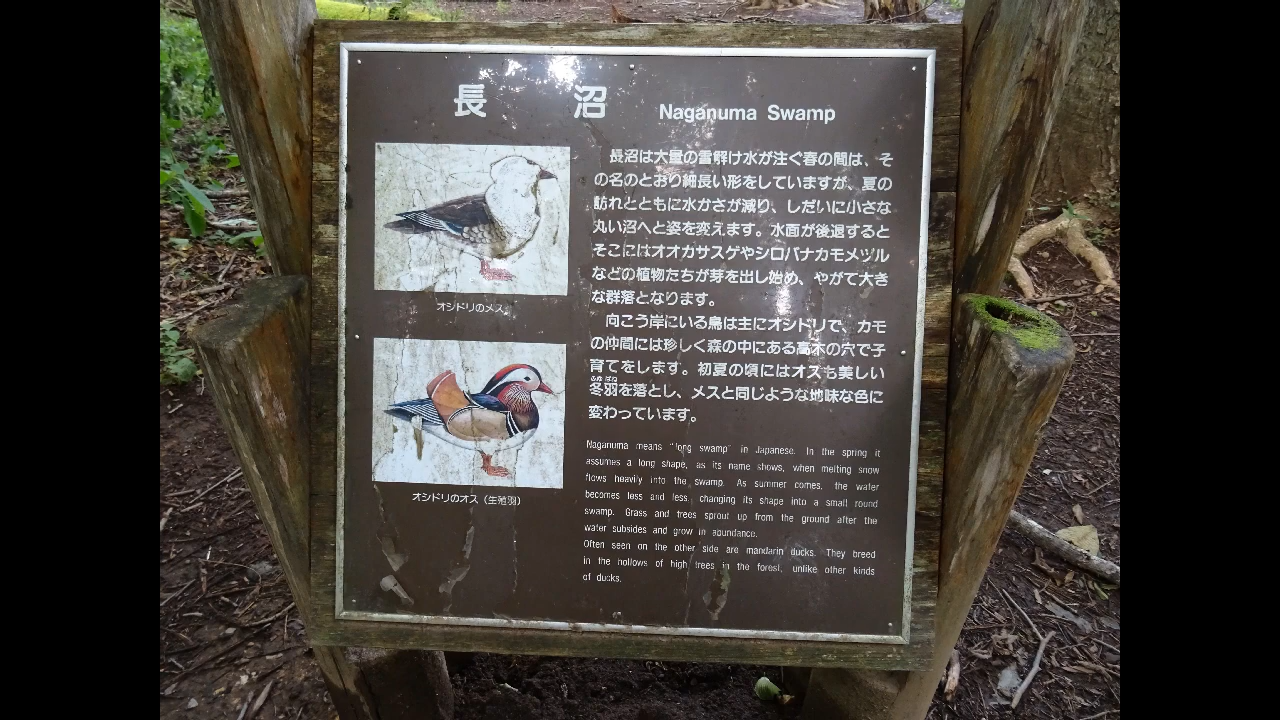 長沼 Naganuma Swamp
長沼は大量の雪解け水が注ぐ春の間は、そ
の名のとおり細長い形をしていますが、夏の
訪れとともに水かさが減り、しだいに小さな
丸い沼へと姿を変えます。水面が後退すると
そこにはオオカサスゲやシロバナカモメヅル
などの植物たちが芽を出し始め、やがて大き
な群落となります。
向こう岸にいる鳥は主にオシドリで、カモ
の仲間には珍しく森の中にある高木の穴で子
育てをします。初夏の頃にはオスも美しい
冬羽を落とし、メスと同じような地味な色に
変わっています。
オシドリのメス
オシドリのオス（生殖羽）
Naganuma means "long swamp" in Japanese. In the spring it
assumes a long shape, as its name shows, when melting snow
flows heavily into the swamp. As summer comes, the water
becomes less and less, changing its shape into a small round
swamp. Grass and trees sprout up from the ground after the
water subsides and grow in abundance.
Often seen on the other side are mandarin ducks. They breed
in the hollows of high trees in the forest, unlike other kinds
of ducks.